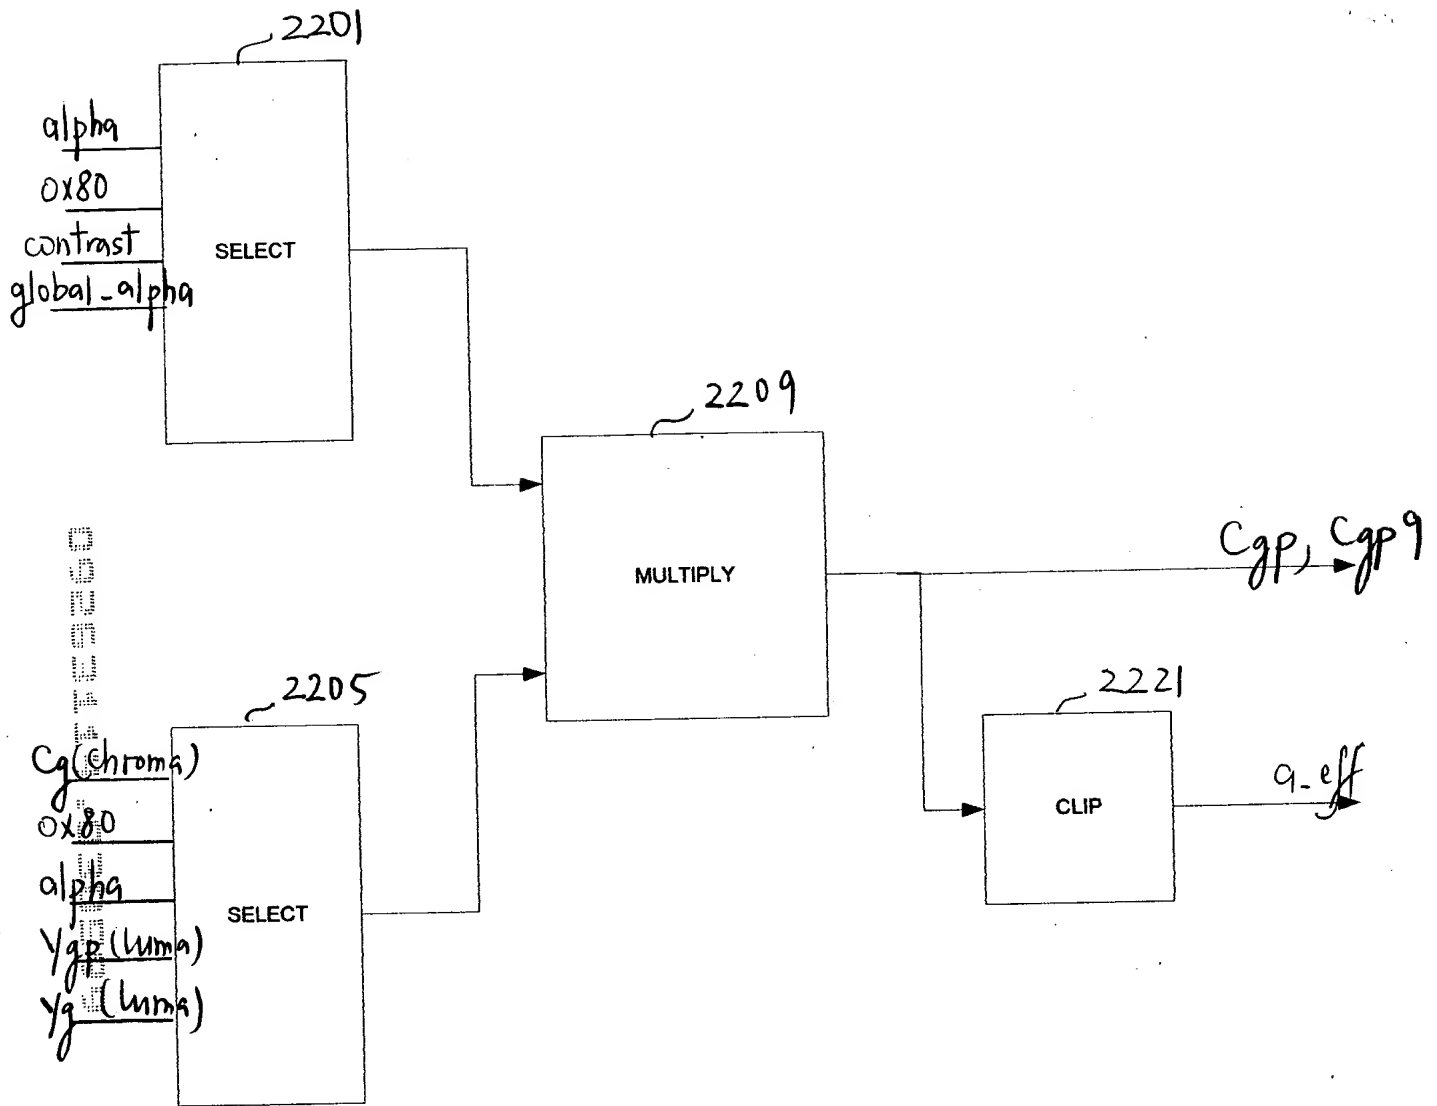 2201
alpha
0x80
contrast
global_alpha
SELECT
2209
MULTIPLY
Cgp, Cgpq
2205
Cg(chroma)
0x80
alpha
Ygp(luma)
Yg (luma)
SELECT
2221
CLIP
a_eff